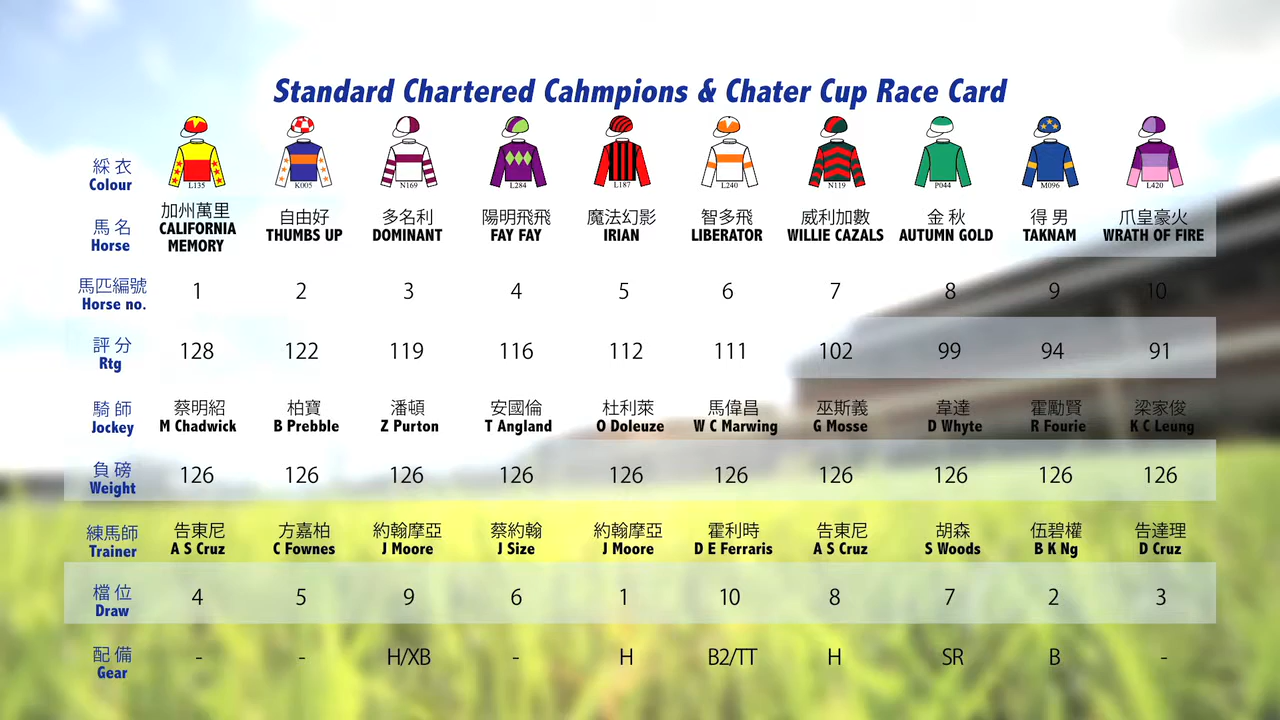 Standard Chartered Cahmpions & Chater Cup Race Card
綵衣
Colour
L135 K005 N169 L284 L187 L240 N119 P044 M096 L420
馬名 加州萬里 自由好 多名利 陽明飛飛 魔法幻影 智多飛 威利加數 金秋 得男 爪皇豪火
Horse CALIFORNIA MEMORY THUMBS UP DOMINANT FAY FAY IRIAN LIBERATOR WILLIE CAZALS AUTUMN GOLD TAKNAM WRATH OF FIRE
馬匹編號
Horse no. 1 2 3 4 5 6 7 8 9 10
評分
Rtg 128 122 119 116 112 111 102 99 94 91
騎師 蔡明紹 柏寶 潘頓 安國倫 杜利萊 馬偉昌 巫斯義 韋達 霍勵賢 梁家俊
Jockey M Chadwick B Prebble Z Purton T Angland O Doleuze W C Marwing G Mosse D Whyte R Fourie K C Leung
負磅
Weight 126 126 126 126 126 126 126 126 126 126
練馬師 告東尼 方嘉柏 約翰摩亞 蔡約翰 約翰摩亞 霍利時 告東尼 胡森 伍碧權 告達理
Trainer A S Cruz C Fownes J Moore J Size J Moore D E Ferraris A S Cruz S Woods B K Ng D Cruz
檔位
Draw 4 5 9 6 1 10 8 7 2 3
配備
Gear - - H/XB - H B2/TT H SR B -